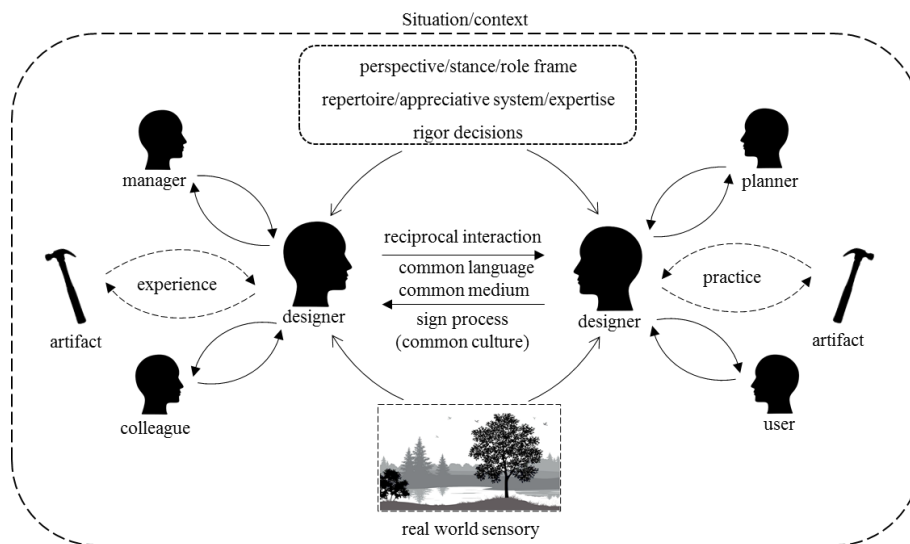 Situation/context
perspective/stance/role frame
repertoire/appreciative system/expertise
rigor decisions
manager
planner
reciprocal interaction
common language
common medium
sign process
(common culture)
experience
practice
designer
designer
artifact
artifact
colleague
user
real world sensory